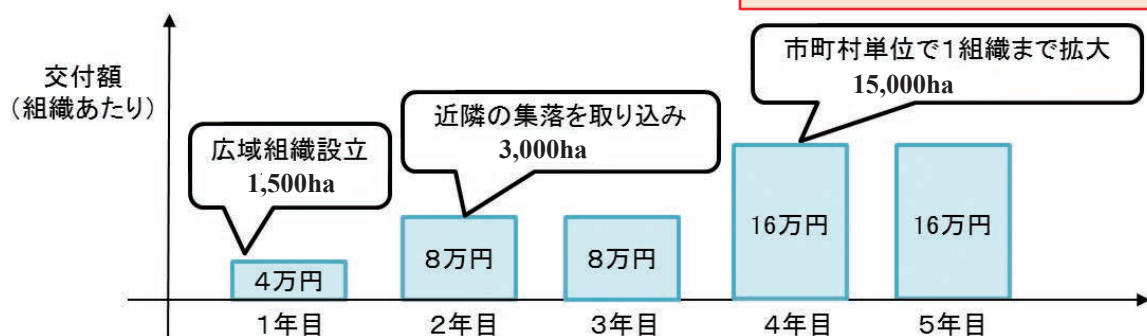 交付額
(組織あたり)
広域組織設立
1,500ha
近隣の集落を取り込み
3,000ha
市町村単位で1組織まで拡大
15,000ha
4万円
8万円
8万円
16万円
16万円
1年目
2年目
3年目
4年目
5年目